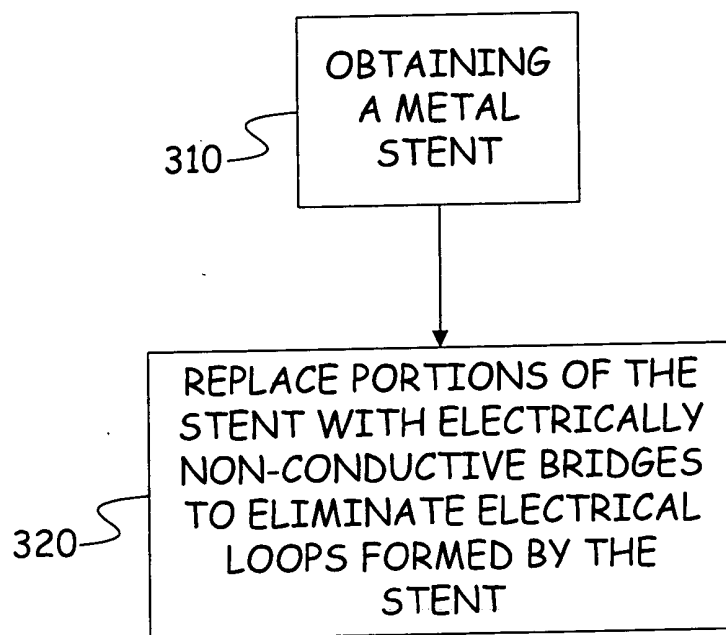 OBTAINING
A METAL
STENT
310
REPLACE PORTIONS OF THE
STENT WITH ELECTRICALLY
NON-CONDUCTIVE BRIDGES
TO ELIMINATE ELECTRICAL
LOOPS FORMED BY THE
STENT
320